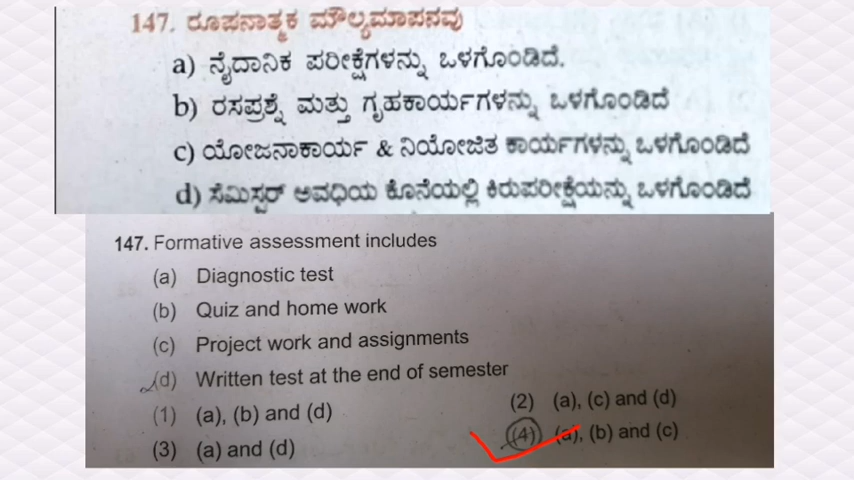 147. ರೂಪನಾತ್ಮಕ ಮೌಲ್ಯಮಾಪನವು
a) ನೈದಾನಿಕ ಪರೀಕ್ಷೆಗಳನ್ನು ಒಳಗೊಂಡಿದೆ.
b) ರಸಪ್ರಶ್ನೆ ಮತ್ತು ಗೃಹಕಾರ್ಯಗಳನ್ನು ಒಳಗೊಂಡಿದೆ
c) ಯೋಜನಾಕಾರ್ಯ & ನಿಯೋಜಿತ ಕಾರ್ಯಗಳನ್ನು ಒಳಗೊಂಡಿದೆ
d) ಸೆಮಿಸ್ಟರ್ ಅವಧಿಯ ಕೊನೆಯಲ್ಲಿ ಕಿರುಪರೀಕ್ಷೆಯನ್ನು ಒಳಗೊಂಡಿದೆ
147. Formative assessment includes
(a) Diagnostic test
(b) Quiz and home work
(c) Project work and assignments
(d) Written test at the end of semester
(1) (a), (b) and (d)
(2) (a), (c) and (d)
(3) (a) and (d)
(4) (a), (b) and (c)